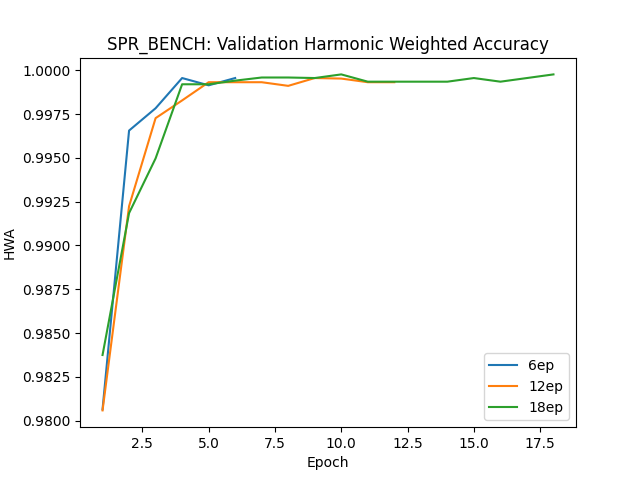 SPR_BENCH: Validation Harmonic Weighted Accuracy
1.0000
0.9975
0.9950
0.9925
0.9900
0.9875
0.9850
0.9825
0.9800
HWA
2.5 5.0 7.5 10.0 12.5 15.0 17.5
Epoch
6ep
12ep
18ep